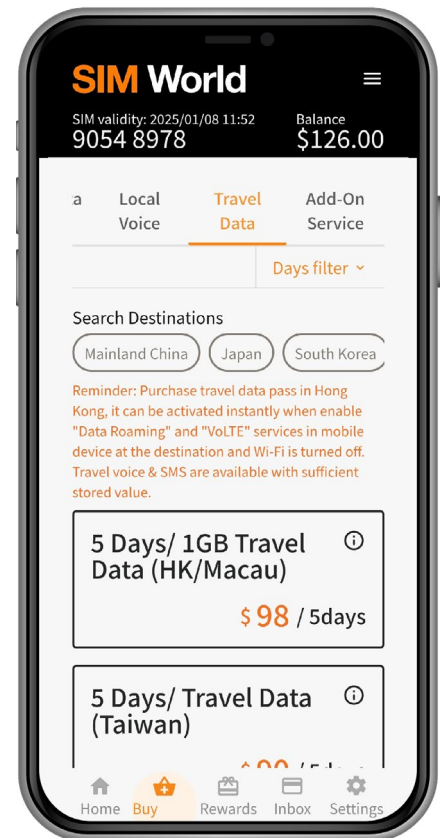 SIM World
SIM validity: 2025/01/08 11:52
Balance
9054 8978
$126.00
a
Local
Voice
Travel
Data
Add-On
Service
Days filter
Search Destinations
Mainland China
Japan
South Korea
Reminder: Purchase travel data pass in Hong
Kong, it can be activated instantly when enable
"Data Roaming" and "VoLTE" services in mobile
device at the destination and Wi-Fi is turned off.
Travel voice & SMS are available with sufficient
stored value.
5 Days/ 1GB Travel
Data (HK/Macau)
$ 98 / 5days
5 Days/ Travel Data
(Taiwan)
Home
Buy
Rewards
Inbox
Settings